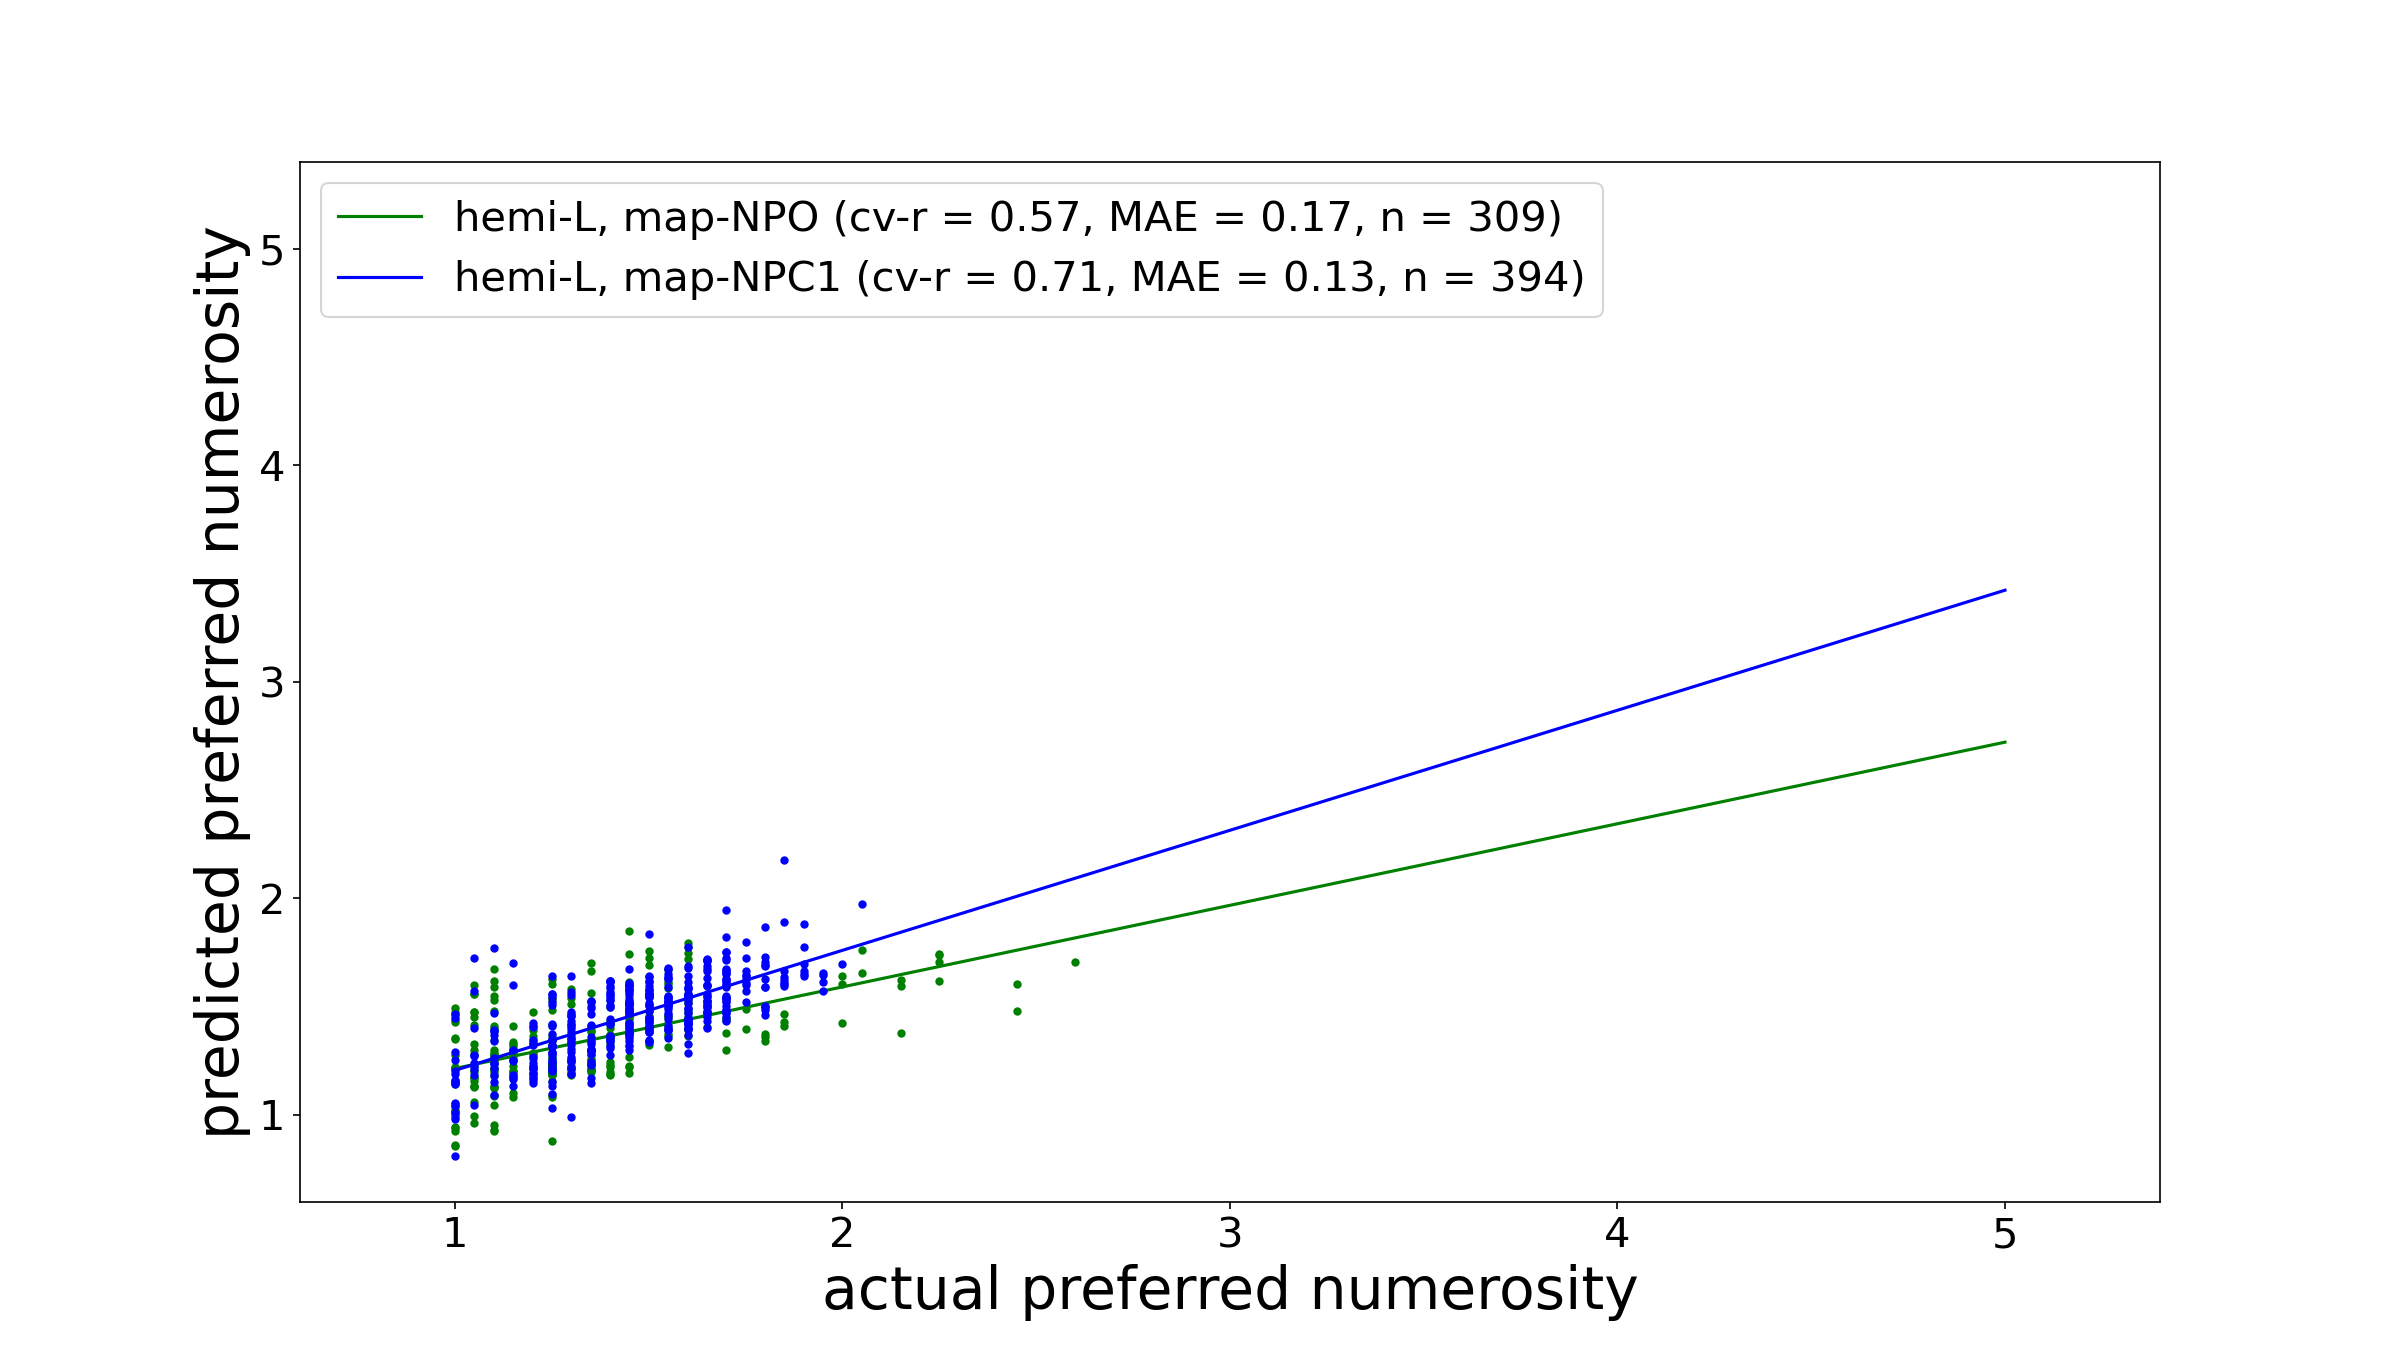 hemi-L, map-NPO (cv-r = 0.57, MAE = 0.17, n = 309)
hemi-L, map-NPC1 (cv-r = 0.71, MAE = 0.13, n = 394)
predicted preferred numerosity
5
4
3
2
1
1 2 3 4 5
actual preferred numerosity